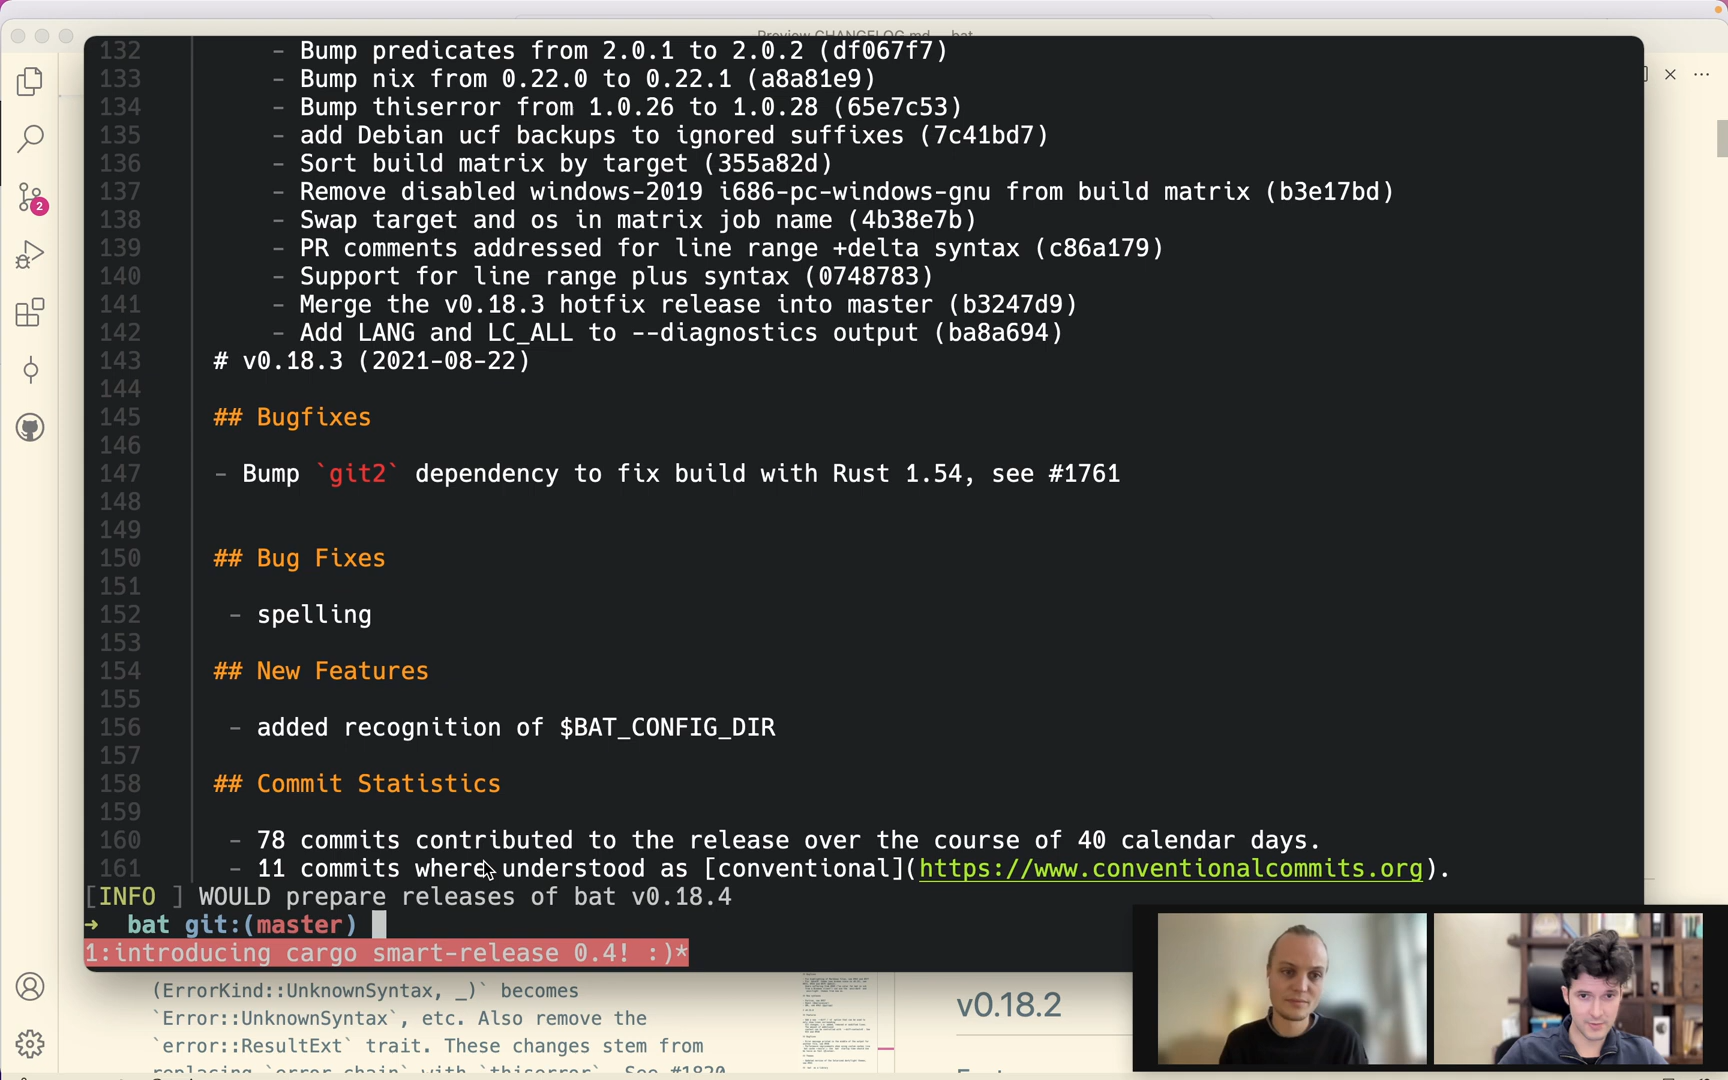 132 - Bump predicates from 2.0.1 to 2.0.2 (df067f7)
133 - Bump nix from 0.22.0 to 0.22.1 (a8a81e9)
134 - Bump thiserror from 1.0.26 to 1.0.28 (65e7c53)
135 - add Debian ucf backups to ignored suffixes (7c41bd7)
136 - Sort build matrix by target (355a82d)
137 - Remove disabled windows-2019 i686-pc-windows-gnu from build matrix (b3e17bd)
138 - Swap target and os in matrix job name (4b38e7b)
139 - PR comments addressed for line range +delta syntax (c86a179)
140 - Support for line range plus syntax (0748783)
141 - Merge the v0.18.3 hotfix release into master (b3247d9)
142 - Add LANG and LC_ALL to --diagnostics output (ba8a694)
143 # v0.18.3 (2021-08-22)
144
145 ## Bugfixes
146
147 - Bump `git2` dependency to fix build with Rust 1.54, see #1761
148
149
150 ## Bug Fixes
151
152 - spelling
153
154 ## New Features
155
156 - added recognition of $BAT_CONFIG_DIR
157
158 ## Commit Statistics
159
160 - 78 commits contributed to the release over the course of 40 calendar days.
161 - 11 commits where understood as [conventional](https://www.conventionalcommits.org).
[INFO ] WOULD prepare releases of bat v0.18.4
→ bat git:(master)
1:introducing cargo smart-release 0.4! :)*
2
(ErrorKind::UnknownSyntax, _)` becomes
`Error::UnknownSyntax`, etc. Also remove the
`error::ResultExt` trait. These changes stem from
v0.18.2